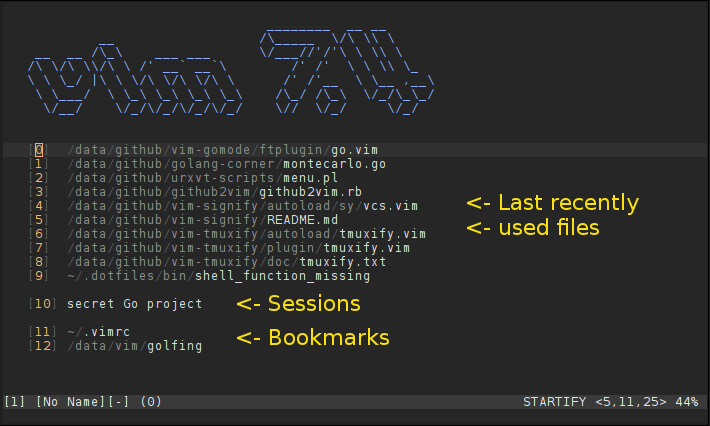 vim 7.4
[0] /data/github/vim-gomode/ftplugin/go.vim
[1] /data/github/golang-corner/montecarlo.go
[2] /data/github/urxvt-scripts/menu.pl
[3] /data/github/github2vim/github2vim.rb
[4] /data/github/vim-signify/autoload/sy/vcs.vim <- Last recently
[5] /data/github/vim-signify/README.md <- used files
[6] /data/github/vim-tmuxify/autoload/tmuxify.vim
[7] /data/github/vim-tmuxify/plugin/tmuxify.vim
[8] /data/github/vim-tmuxify/doc/tmuxify.txt
[9] ~/.dotfiles/bin/shell_function_missing
[10] secret Go project <- Sessions
[11] ~/.vimrc <- Bookmarks
[12] /data/vim/golfing
[1] [No Name][-] (0) STARTIFY <5,11,25> 44%